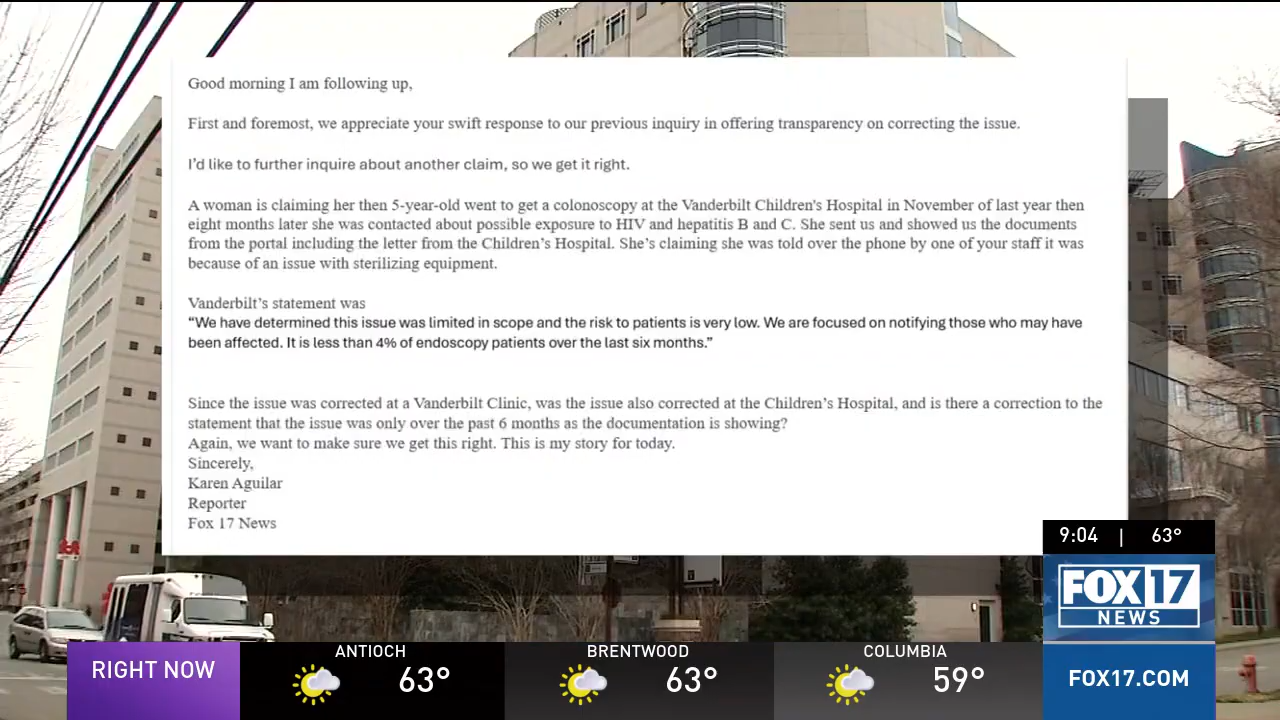 Good morning I am following up,
First and foremost, we appreciate your swift response to our previous inquiry in offering transparency on correcting the issue.
I'd like to further inquire about another claim, so we get it right.
A woman is claiming her then 5-year-old went to get a colonoscopy at the Vanderbilt Children's Hospital in November of last year then
eight months later she was contacted about possible exposure to HIV and hepatitis B and C. She sent us and showed us the documents
from the portal including the letter from the Children's Hospital. She's claiming she was told over the phone by one of your staff it was
because of an issue with sterilizing equipment.
Vanderbilt's statement was
“We have determined this issue was limited in scope and the risk to patients is very low. We are focused on notifying those who may have
been affected. It is less than 4% of endoscopy patients over the last six months.”
Since the issue was corrected at a Vanderbilt Clinic, was the issue also corrected at the Children's Hospital, and is there a correction to the
statement that the issue was only over the past 6 months as the documentation is showing?
Again, we want to make sure we get this right. This is my story for today.
Sincerely,
Karen Aguilar
Reporter
Fox 17 News
9:04 | 63°
FOX 17
NEWS
FOX17.COM
RIGHT NOW
ANTIOCH
63°
BRENTWOOD
63°
COLUMBIA
59°